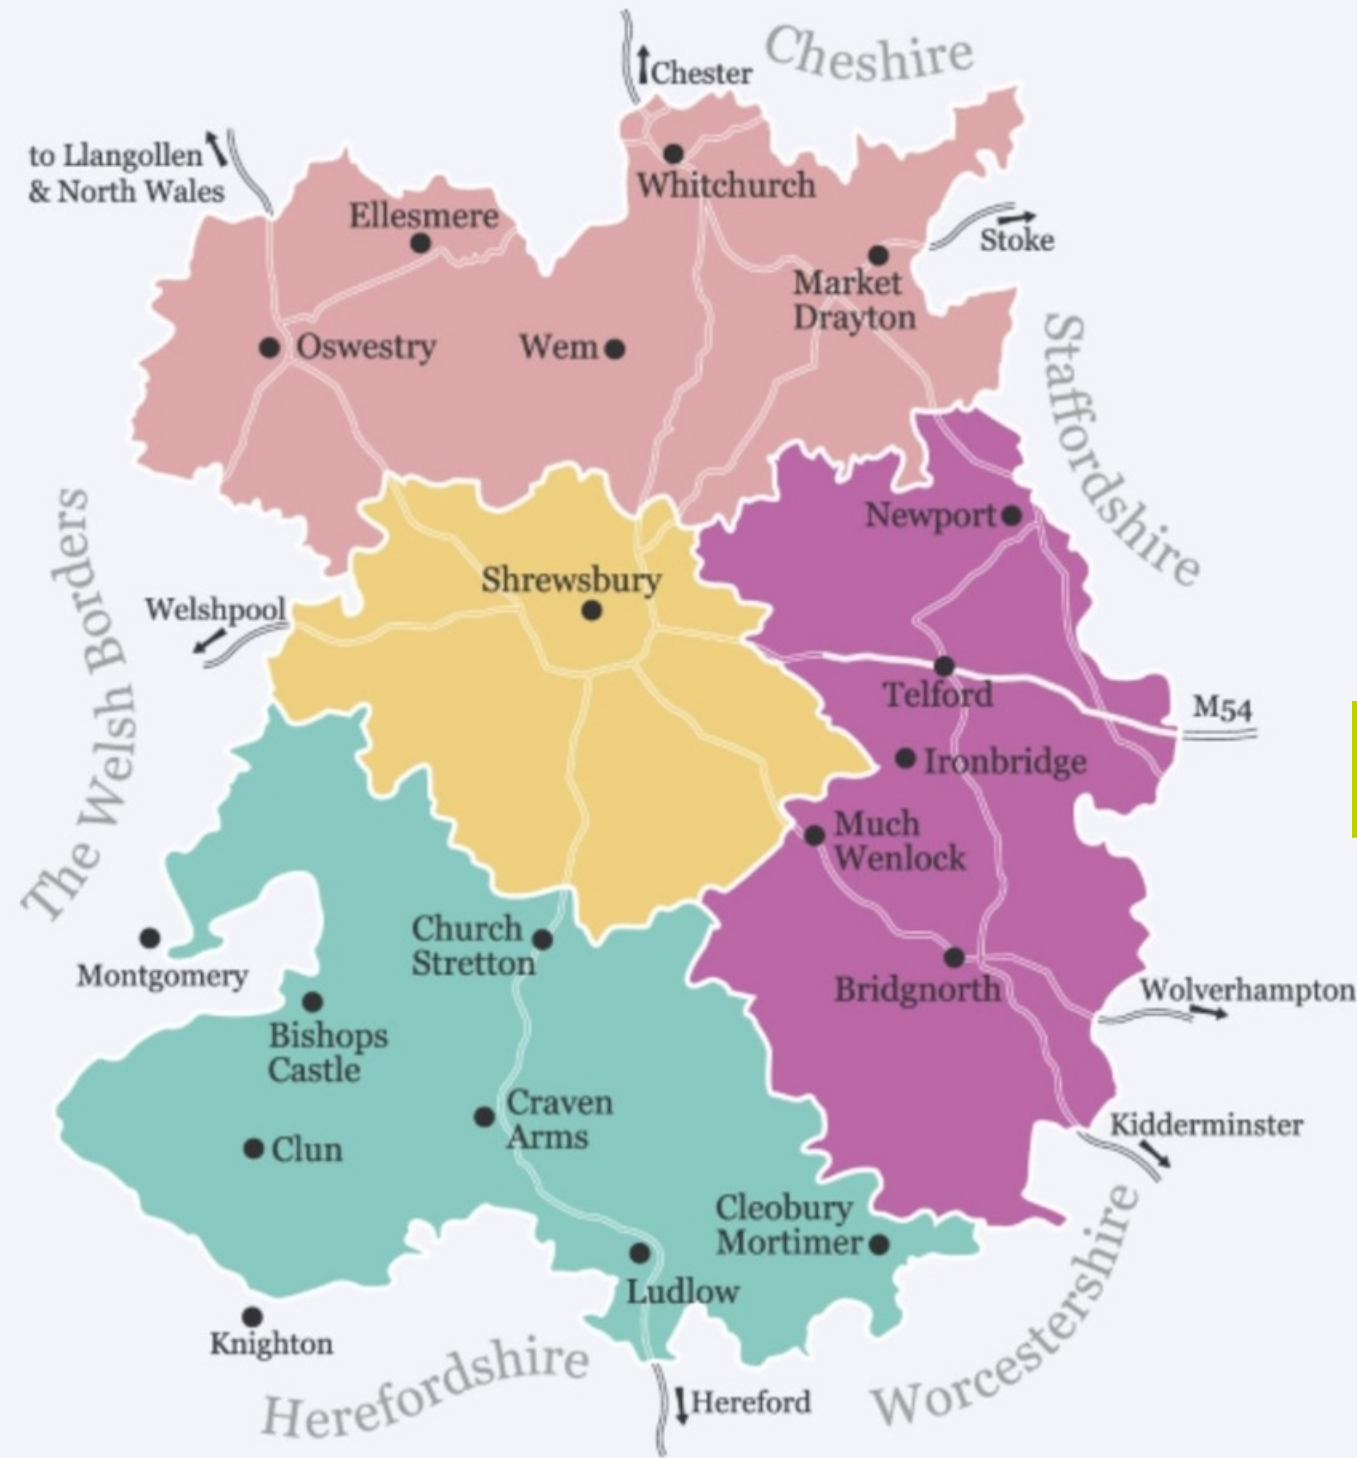 Cheshire
Chester
to Llangollen
& North Wales
Whitchurch
Ellesmere
Stoke
Market
Drayton
Oswestry
Wem
Staffordshire
Newport
The Welsh Borders
Shrewsbury
Welshpool
Telford
M54
Ironbridge
Much
Wenlock
Church
Stretton
Montgomery
Bridgnorth
Wolverhampton
Bishops
Castle
Craven
Arms
Kidderminster
Clun
Cleobury
Mortimer
Worcestershire
Ludlow
Knighton
Herefordshire
Hereford